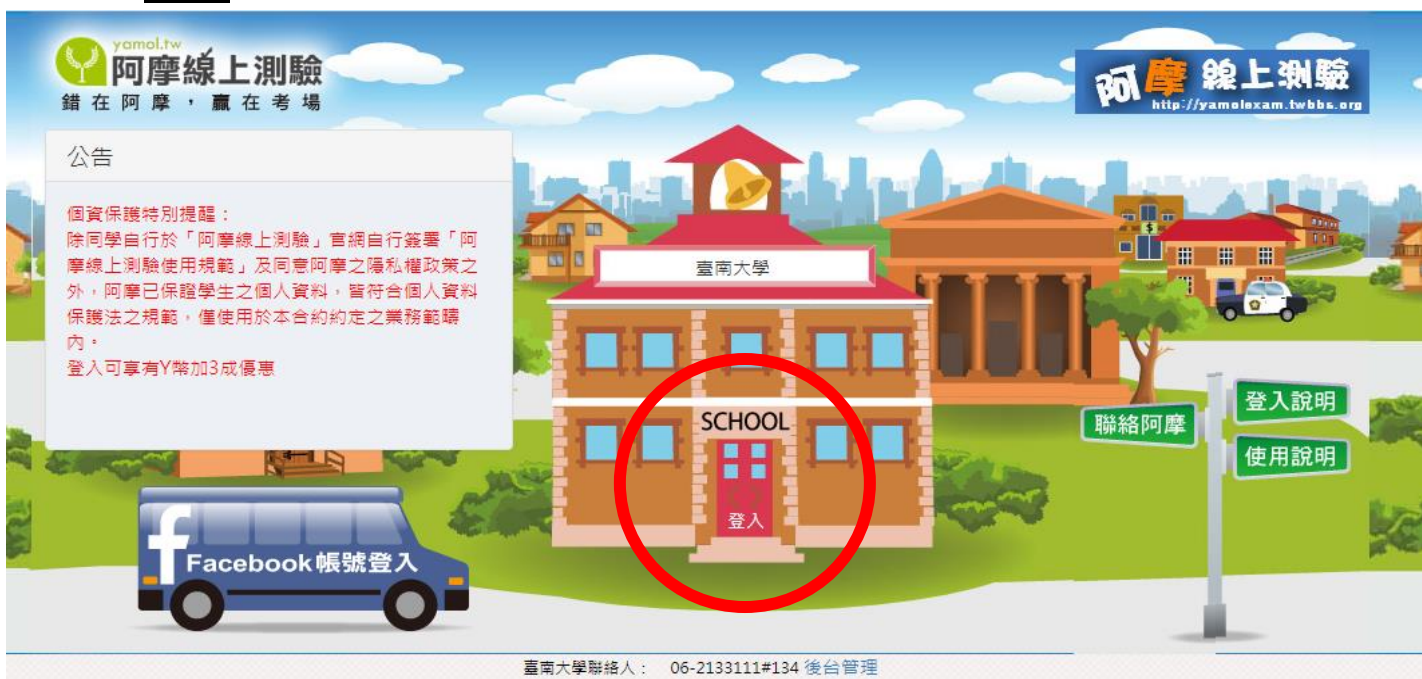 yamol.tw
阿摩線上測驗
錯在阿摩，贏在考場
阿摩 線上測驗
http://yamolexam.twbbs.org
公告
個資保護特別提醒：
除同學自行於「阿摩線上測驗」官網自行簽署「阿
摩線上測驗使用規範」及同意阿摩之隱私權政策之
外，阿摩已保證學生之個人資料，皆符合個人資料
保護法之規範，僅使用於本合約約定之業務範疇
內。
登入可享有Y幣加3成優惠
臺南大學
$
SCHOOL
登入
聯絡阿摩
登入說明
使用說明
f
Facebook帳號登入
臺南大學聯絡人： 06-2133111#134 後台管理